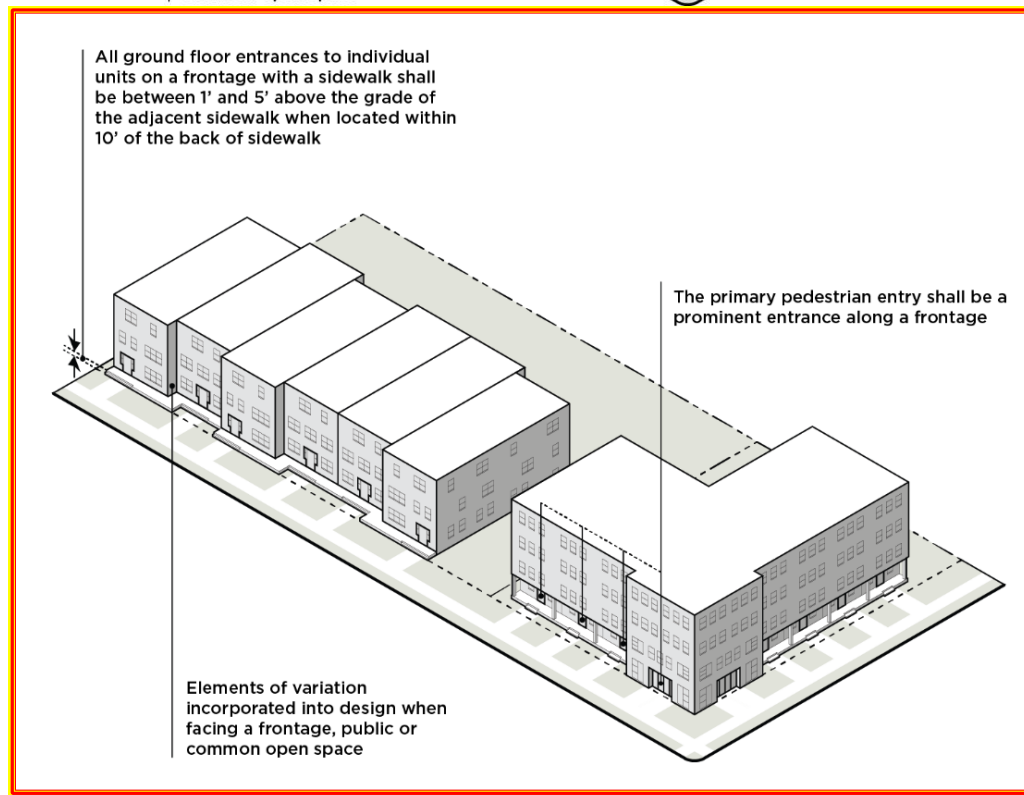 All ground floor entrances to individual
units on a frontage with a sidewalk shall
be between 1’ and 5’ above the grade of
the adjacent sidewalk when located within
10’ of the back of sidewalk
The primary pedestrian entry shall be a
prominent entrance along a frontage
Elements of variation
incorporated into design when
facing a frontage, public or
common open space